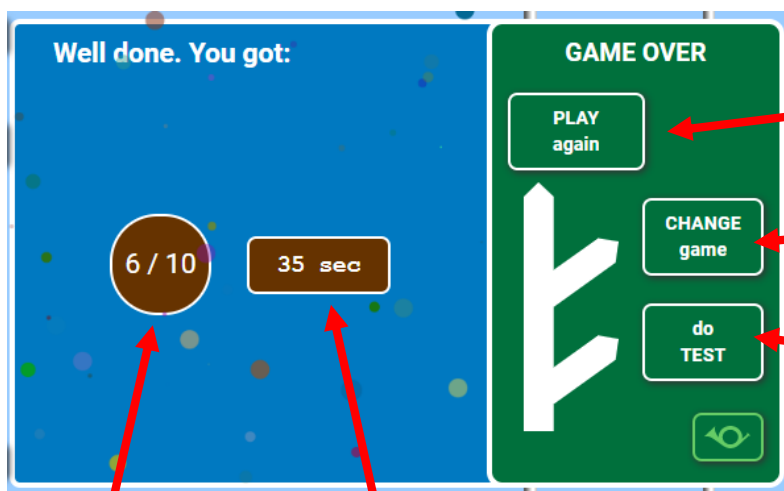 Well done. You got:
6 / 10
35 sec
GAME OVER
PLAY
again
CHANGE
game
do
TEST